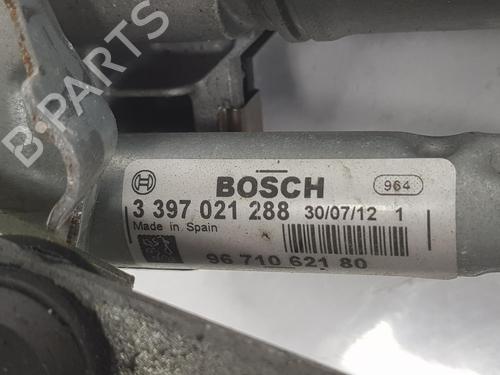 B-PARTS
BOSCH
964
3 397 021 288 30/07/12 1
Made in Spain
96 710 621 80